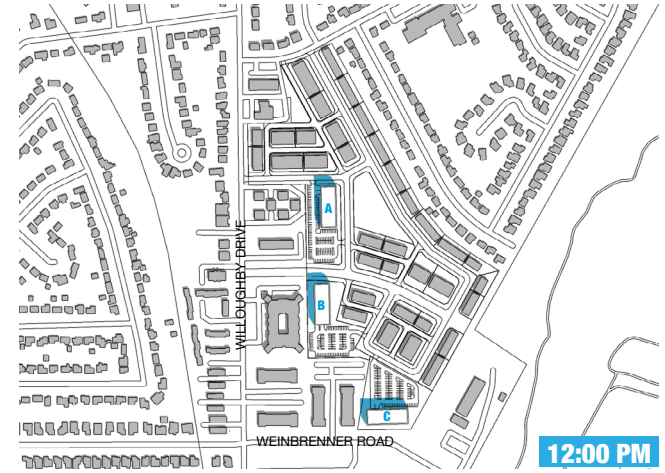 A
WILLOUGHBY DRIVE
B
C
WEINBRENNER ROAD
12:00 PM